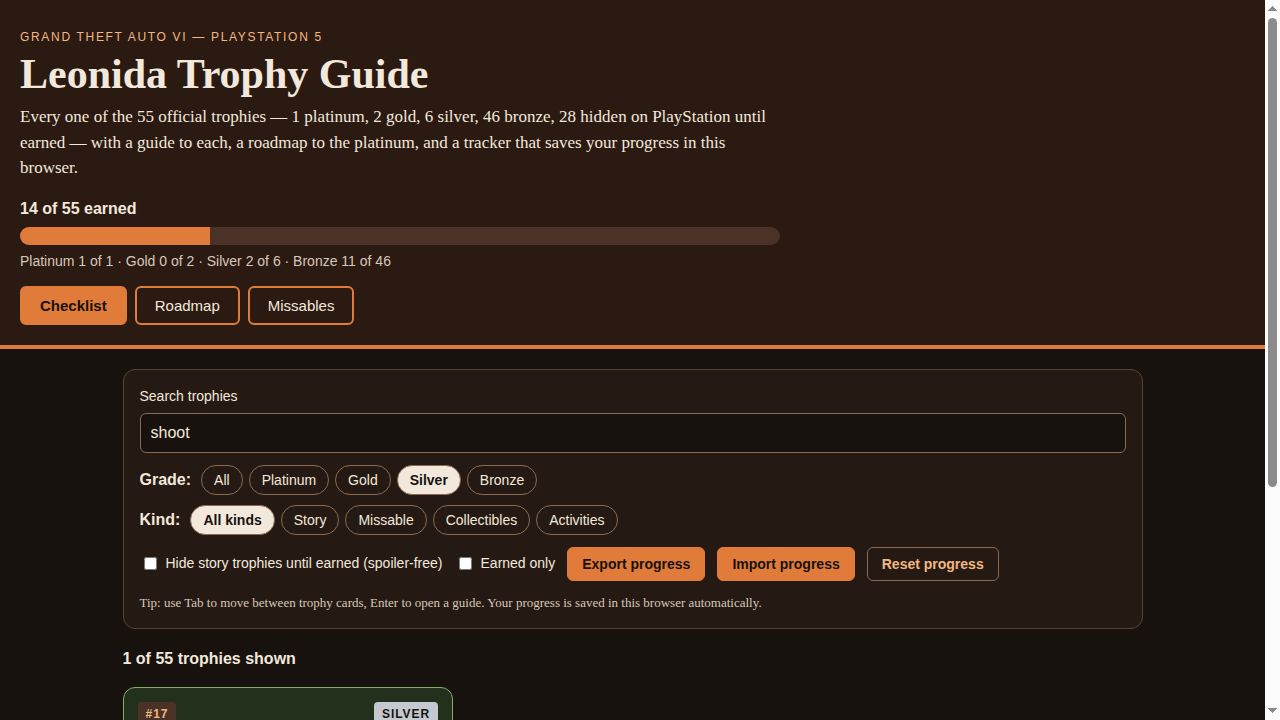 GRAND THEFT AUTO VI — PLAYSTATION 5
Leonida Trophy Guide
Every one of the 55 official trophies — 1 platinum, 2 gold, 6 silver, 46 bronze, 28 hidden on PlayStation until
earned — with a guide to each, a roadmap to the platinum, and a tracker that saves your progress in this
browser.
14 of 55 earned
Platinum 1 of 1 · Gold 0 of 2 · Silver 2 of 6 · Bronze 11 of 46
Checklist Roadmap Missables
Search trophies
shoot
Grade: All Platinum Gold Silver Bronze
Kind: All kinds Story Missable Collectibles Activities
Hide story trophies until earned (spoiler-free) Earned only Export progress Import progress Reset progress
Tip: use Tab to move between trophy cards, Enter to open a guide. Your progress is saved in this browser automatically.
1 of 55 trophies shown
#17 SILVER